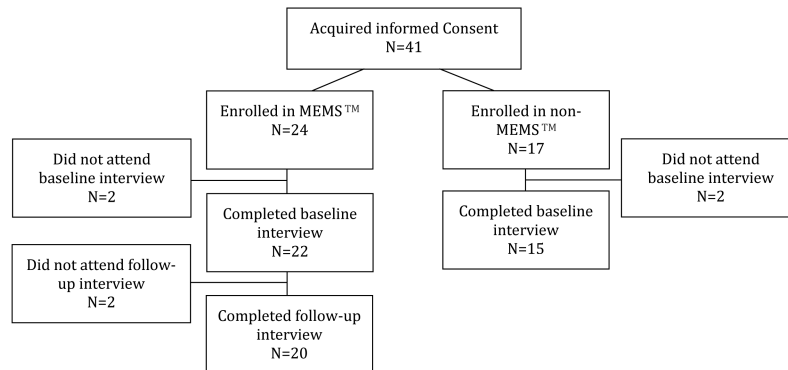 Acquired informed Consent
N=41
Enrolled in MEMS™
N=24
Enrolled in non-
MEMS™
N=17
Did not attend
baseline interview
N=2
Did not attend
baseline interview
N=2
Completed baseline
interview
N=22
Completed baseline
interview
N=15
Did not attend follow-
up interview
N=2
Completed follow-up
interview
N=20